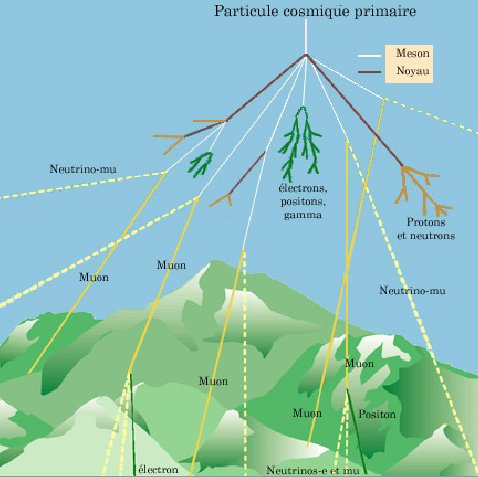 Particule cosmique primaire
Meson
Noyau
Neutrino-mu
électrons,
positons,
gamma
Protons
et neutrons
Muon
Muon
Neutrino-mu
Muon
Muon
Muon
Positon
électron
Neutrinos-e et mu